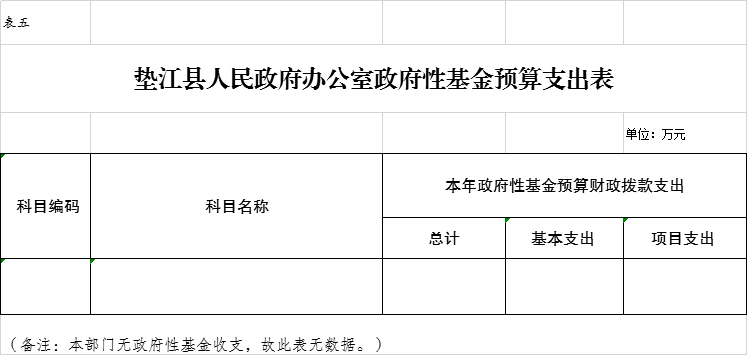 表五
垫江县人民政府办公室政府性基金预算支出表
单位：万元
科目编码 科目名称 本年政府性基金预算财政拨款支出
总计 基本支出 项目支出
（备注：本部门无政府性基金收支，故此表无数据。）